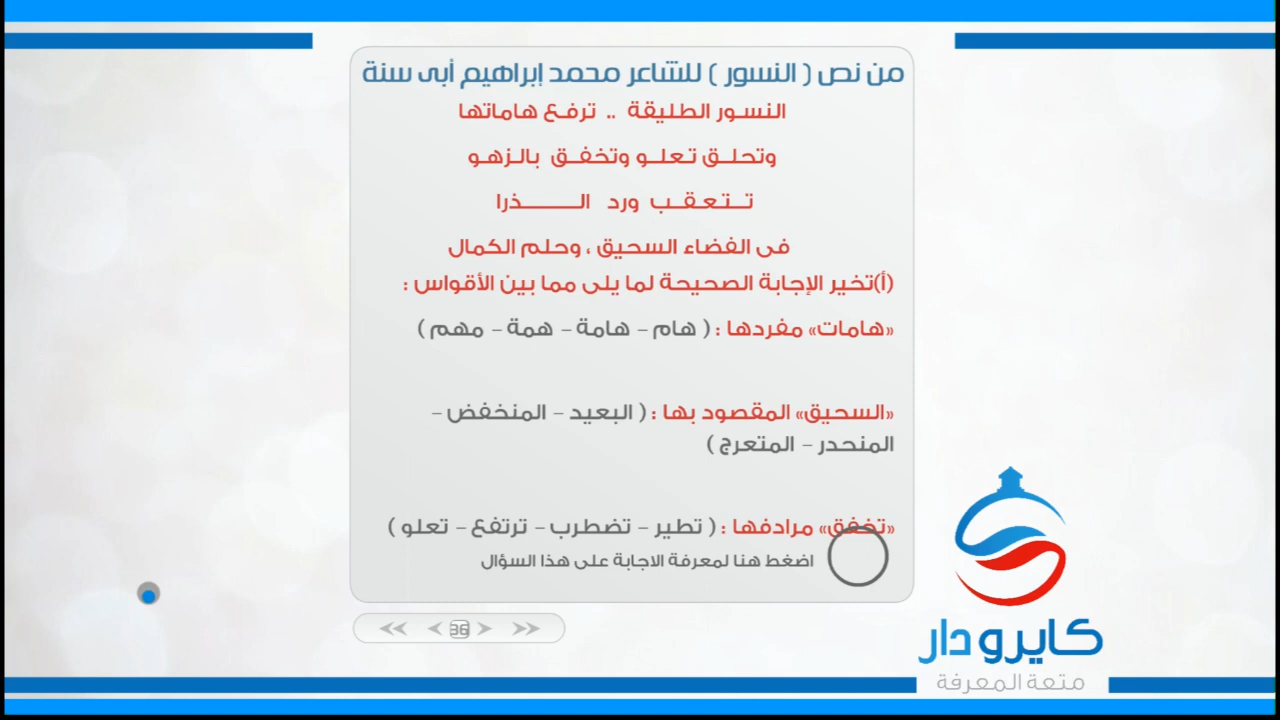 من نص ( النسور ) للشاعر محمد إبراهيم أبى سنة
النسور الطليقة .. ترفع هاماتها
وتحلق تعلو وتخفق بالزهو
تتعقب ورد الذرا
فى الفضاء السحيق ، وحلم الكمال
(أ)تخير الإجابة الصحيحة لما يلى مما بين الأقواس :
«هامات» مفردها : ( هام – هامة – همة – مهم )
«السحيق» المقصود بها : ( البعيد – المنخفض –
المنحدر – المتعرج )
«تخفق» مرادفها : ( تطير – تضطرب – ترتفع – تعلو )
اضغط هنا لمعرفة الاجابة على هذا السؤال
36
كايرو دار
متعة المعرفة